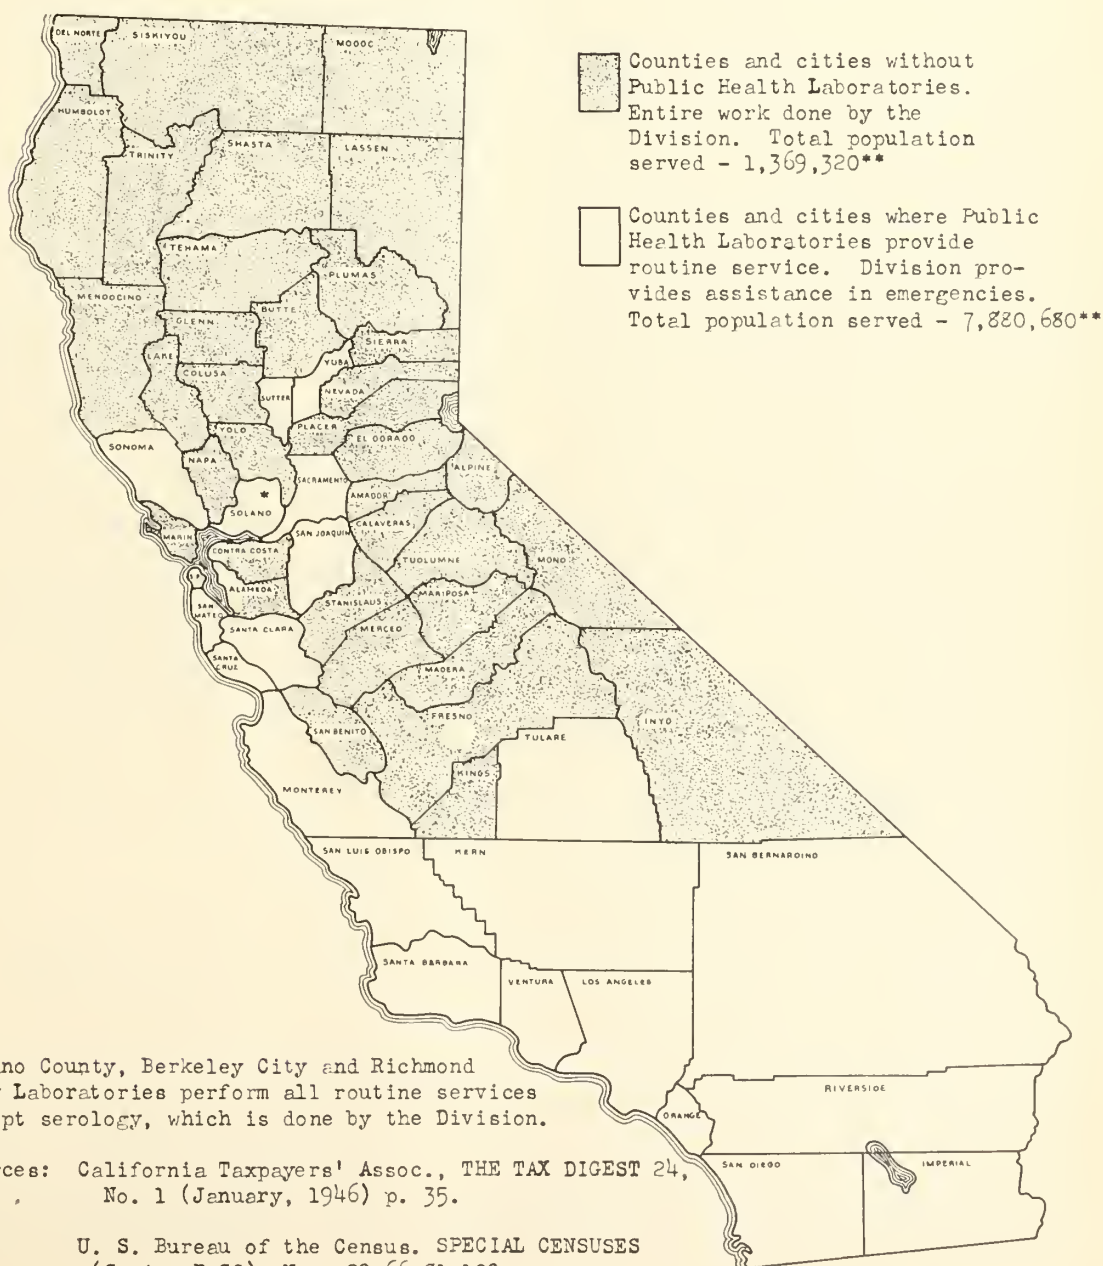 DEL NORTE
SISKIYOU
MODOC
HUMBOLDT
TRINITY
SHASTA
LASSEN
TEHAMA
PLUMAS
MENDOCINO
GLENN
BUTTE
LAKE
COLUSA
SUTTER
YUBA
SIERRA
NEVADA
YOLO
PLACER
EL DORADO
SONOMA
NAPA
SACRAMENTO
ALPINE
*
SOLANO
AMADOR
CALAVERAS
SAN JOAQUIN
MARIN
CONTRA COSTA
TUOLUMNE
MONO
ALAMEDA
STANISLAUS
MARIPOSA
SAN
MATEO
SANTA CLARA
MERCED
SANTA
CRUZ
MADERA
FRESNO
SAN BENITO
INYO
TULARE
KINGS
MONTEREY
SAN LUIS OBISPO
KERN
SAN BERNARDINO
SANTA BARBARA
VENTURA
LOS ANGELES
RIVERSIDE
ORANGE
SAN DIEGO
IMPERIAL
Counties and cities without
Public Health Laboratories.
Entire work done by the
Division. Total population
served - 1,369,320**
Counties and cities where Public
Health Laboratories provide
routine service. Division pro-
vides assistance in emergencies.
Total population served - 7,880,680**
no County, Berkeley City and Richmond
Laboratories perform all routine services
pt serology, which is done by the Division.
ces: California Taxpayers' Assoc., THE TAX DIGEST 24,
No. 1 (January, 1946) p. 35.
U. S. Bureau of the Census. SPECIAL CENSUSES